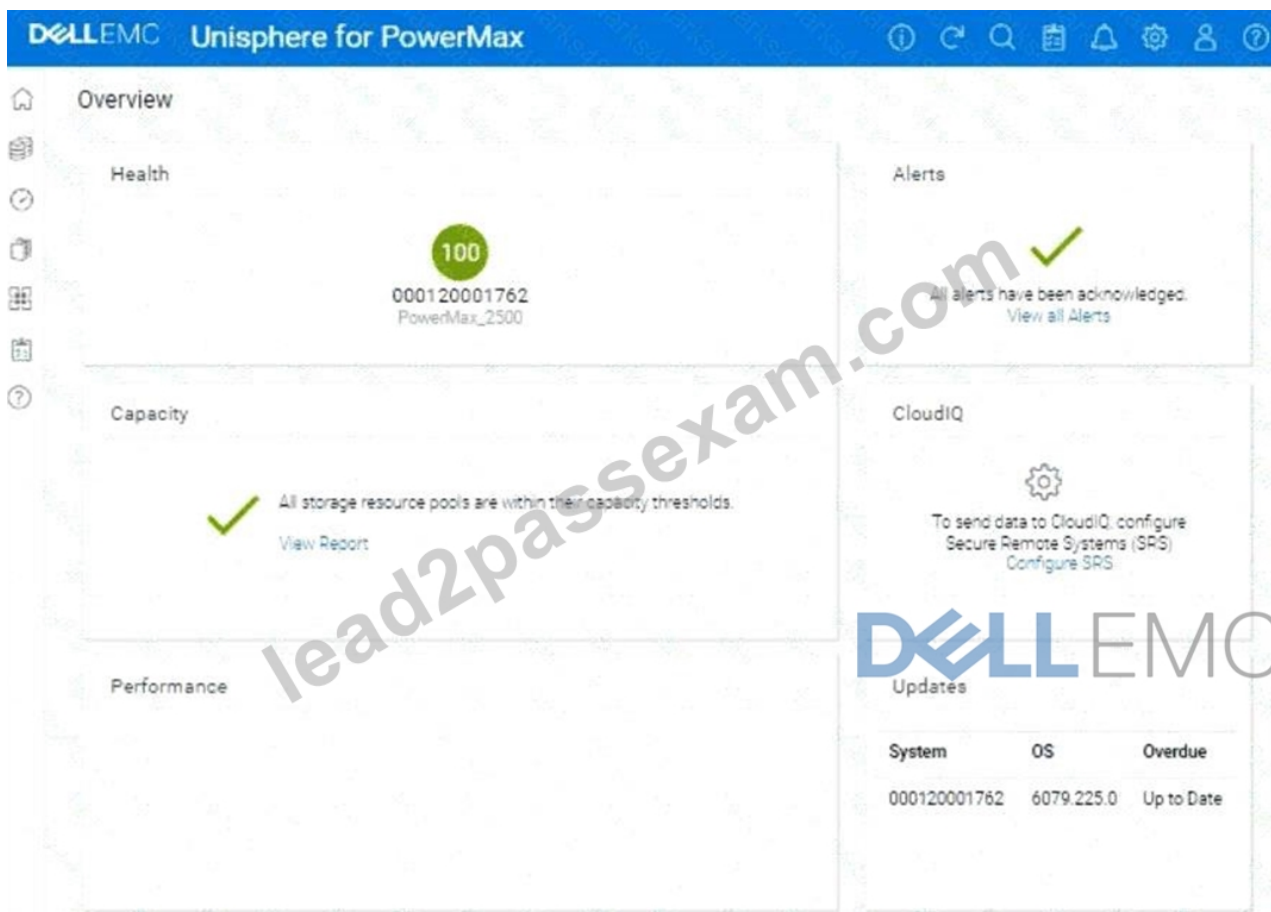 DELLEMC Unisphere for PowerMax
Overview
Health
100
000120001762
PowerMax_2500
Alerts
All alerts have been acknowledged.
View all Alerts
Capacity
All storage resource pools are within their capacity thresholds.
View Report
CloudIQ
To send data to CloudIQ, configure
Secure Remote Systems (SRS)
Configure SRS
DELLEMC
Performance
Updates
System OS Overdue
000120001762 6079.225.0 Up to Date
lead2passexam.com